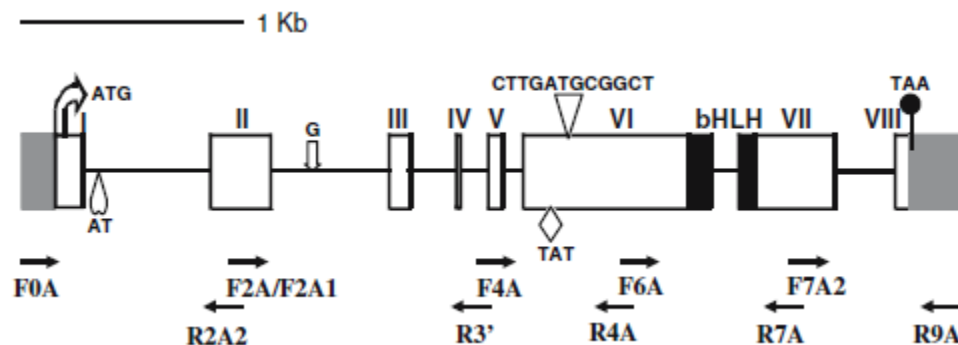 1 Kb
CTTGATGCGGCT
TAA
ATG
I II III IV V VI bHLH VII VIII
G
AT
TAT
F0A F2A/F2A1 F4A F6A F7A2
R2A2 R3' R4A R7A R9A